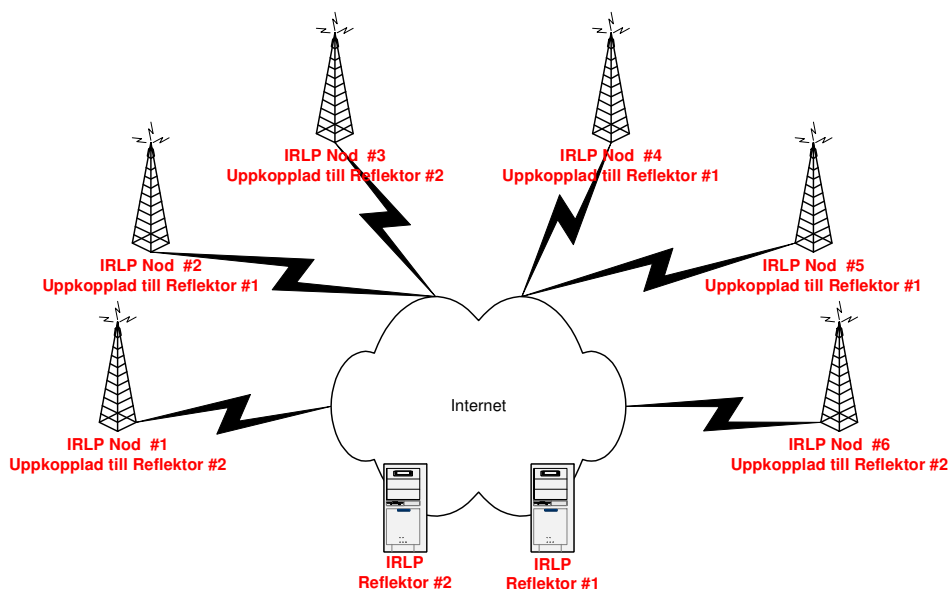 IRLP Nod #3
Uppkopplad till Reflektor #2
IRLP Nod #4
Uppkopplad till Reflektor #1
IRLP Nod #2
Uppkopplad till Reflektor #1
IRLP Nod #5
Uppkopplad till Reflektor #1
Internet
IRLP Nod #1
Uppkopplad till Reflektor #2
IRLP Nod #6
Uppkopplad till Reflektor #2
IRLP
Reflektor #2
IRLP
Reflektor #1